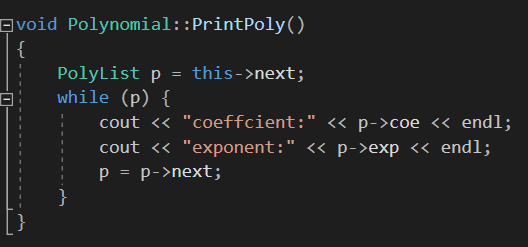 void Polynomial::PrintPoly()
{
PolyList p = this->next;
while (p) {
cout << "coeffcient:" << p->coe << endl;
cout << "exponent:" << p->exp << endl;
p = p->next;
}
}